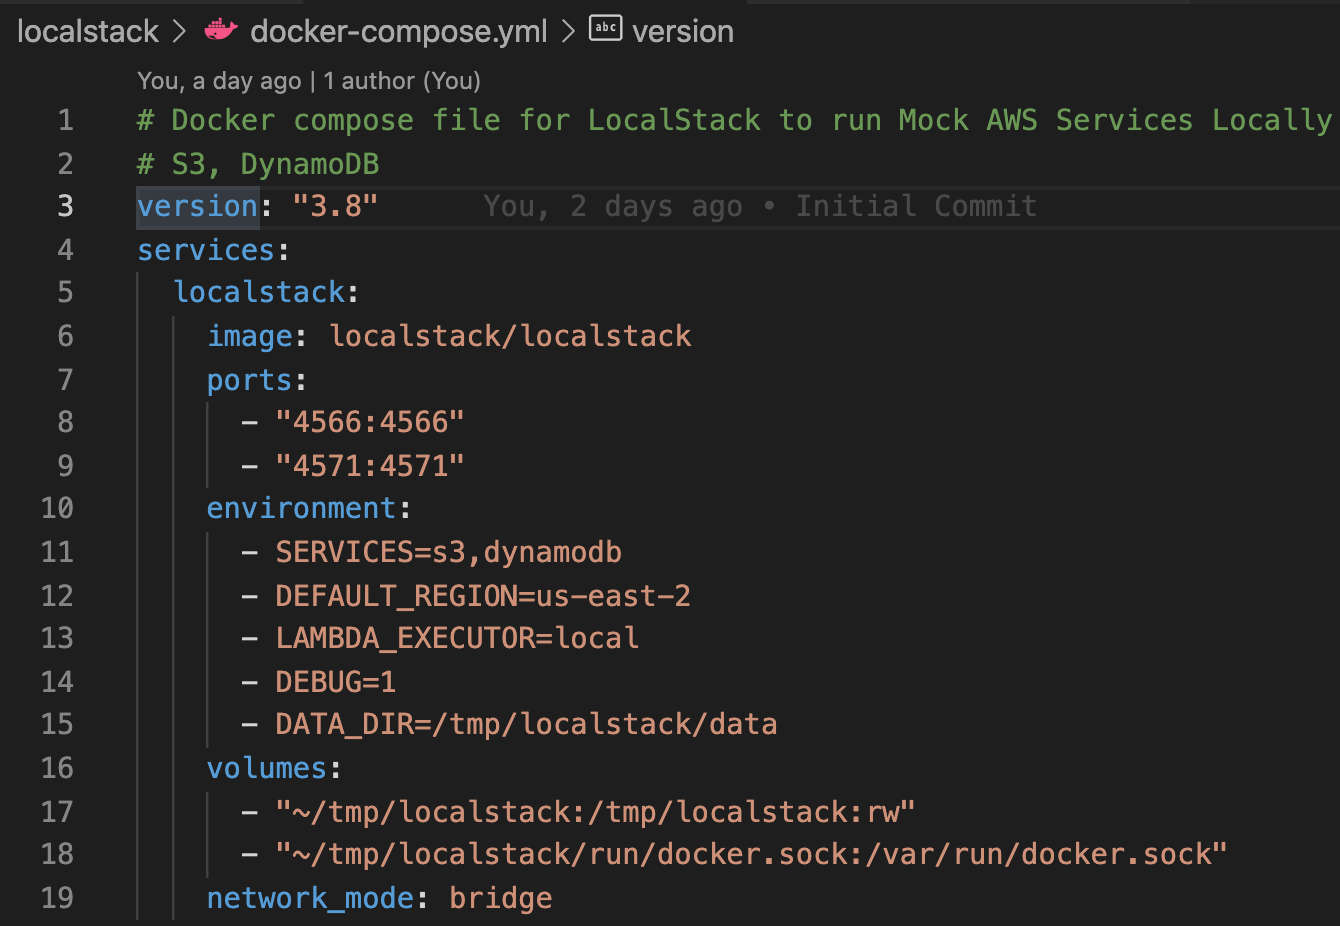 localstack > docker-compose.yml > abc version
You, a day ago | 1 author (You)
1 # Docker compose file for LocalStack to run Mock AWS Services Locally
2 # S3, DynamoDB
3 version: "3.8" You, 2 days ago • Initial Commit
4 services:
5 localstack:
6 image: localstack/localstack
7 ports:
8 - "4566:4566"
9 - "4571:4571"
10 environment:
11 - SERVICES=s3,dynamodb
12 - DEFAULT_REGION=us-east-2
13 - LAMBDA_EXECUTOR=local
14 - DEBUG=1
15 - DATA_DIR=/tmp/localstack/data
16 volumes:
17 - "~/tmp/localstack:/tmp/localstack:rw"
18 - "~/tmp/localstack/run/docker.sock:/var/run/docker.sock"
19 network_mode: bridge